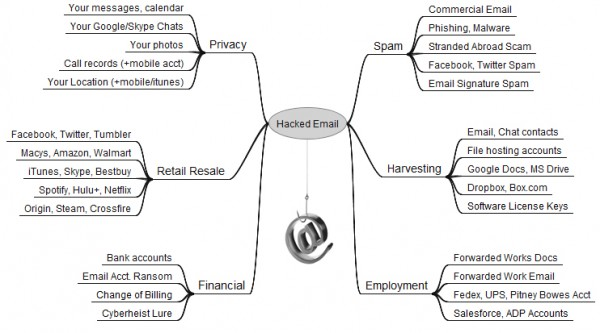 Hacked Email
Privacy
Your messages, calendar
Your Google/Skype Chats
Your photos
Call records (+mobile acct)
Your Location (+mobile/itunes)
Retail Resale
Facebook, Twitter, Tumbler
Macys, Amazon, Walmart
iTunes, Skype, Bestbuy
Spotify, Hulu+, Netflix
Origin, Steam, Crossfire
Financial
Bank accounts
Email Acct. Ransom
Change of Billing
Cyberheist Lure
Spam
Commercial Email
Phishing, Malware
Stranded Abroad Scam
Facebook, Twitter Spam
Email Signature Spam
Harvesting
Email, Chat contacts
File hosting accounts
Google Docs, MS Drive
Dropbox, Box.com
Software License Keys
Employment
Forwarded Works Docs
Forwarded Work Email
Fedex, UPS, Pitney Bowes Acct
Salesforce, ADP Accounts
@